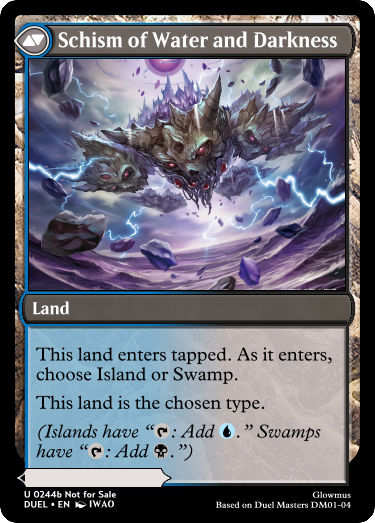 Schism of Water and Darkness
Land
This land enters tapped. As it enters,
choose Island or Swamp.
This land is the chosen type.
(Islands have “: Add .” Swamps
have “: Add .”)
U 0244b Not for Sale
DUEL • EN IWAO
Glowmus
Based on Duel Masters DM01-04